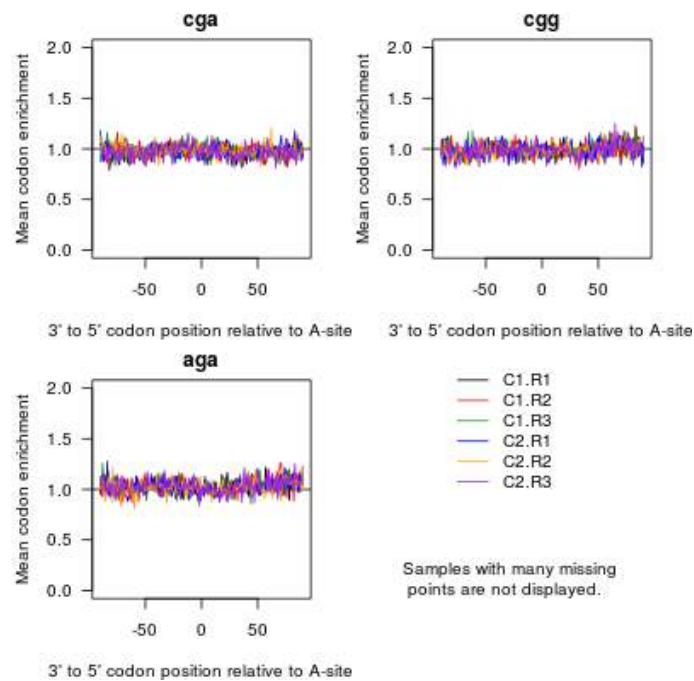 cga
cgg
2.0
1.5
1.0
0.5
0.0
Mean codon enrichment
-50 0 50
3' to 5' codon position relative to A-site
2.0
1.5
1.0
0.5
0.0
Mean codon enrichment
-50 0 50
3' to 5' codon position relative to A-site
aga
2.0
1.5
1.0
0.5
0.0
Mean codon enrichment
-50 0 50
3' to 5' codon position relative to A-site
C1.R1
C1.R2
C1.R3
C2.R1
C2.R2
C2.R3
Samples with many missing
points are not displayed.